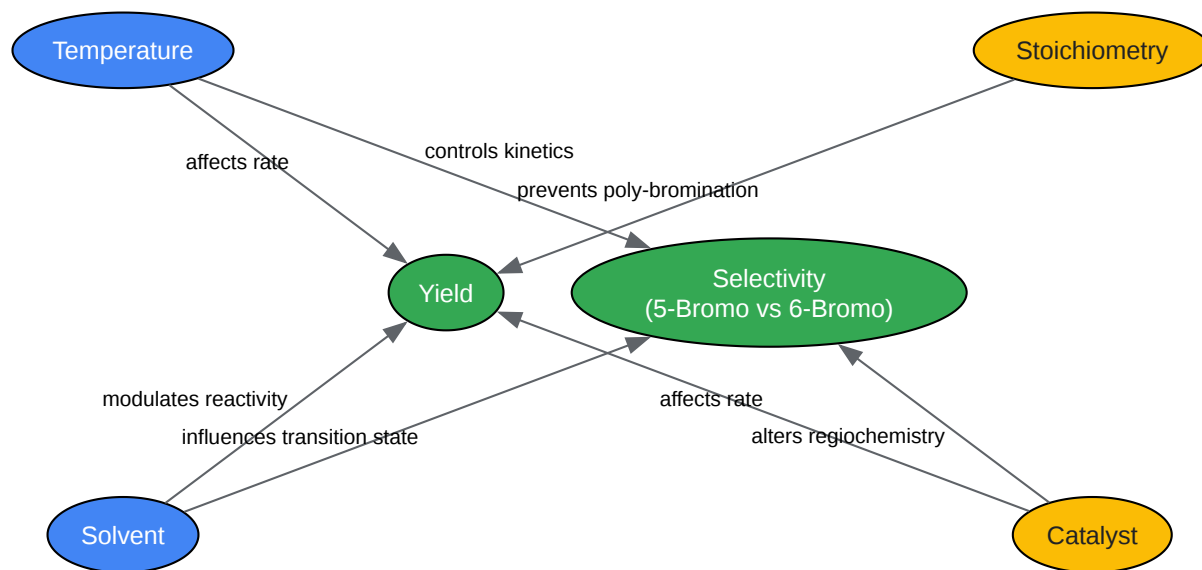 Temperature
Stoichiometry
affects rate
controls kinetics
prevents poly-bromination
Yield
Selectivity
(5-Bromo vs 6-Bromo)
modulates reactivity
affects rate
influences transition state
alters regiochemistry
Solvent
Catalyst